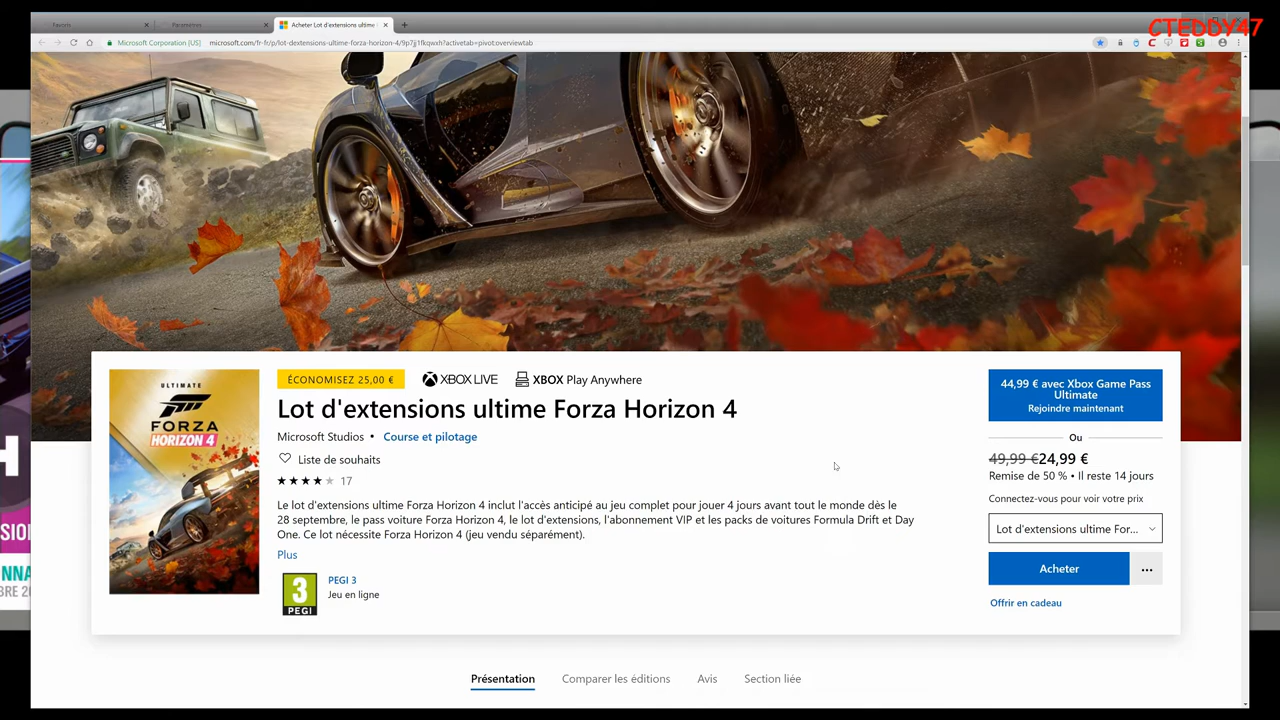 Favoris
Paramètres
Acheter Lot d'extensions ultime
CTEDDY47
Microsoft Corporation [US]
microsoft.com/fr-fr/p/lot-dextensions-ultime-forza-horizon-4/9p7jj1fkqwxh?activetab=pivot:overviewtab
ULTIMATE
FORZA
HORIZON 4
ÉCONOMISEZ 25,00 €
XBOX LIVE
XBOX Play Anywhere
Lot d'extensions ultime Forza Horizon 4
Microsoft Studios • Course et pilotage
Liste de souhaits
17
Le lot d'extensions ultime Forza Horizon 4 inclut l'accès anticipé au jeu complet pour jouer 4 jours avant tout le monde dès le
28 septembre, le pass voiture Forza Horizon 4, le lot d'extensions, l'abonnement VIP et les packs de voitures Formula Drift et Day
One. Ce lot nécessite Forza Horizon 4 (jeu vendu séparément).
Plus
3
PEGI
PEGI 3
Jeu en ligne
44,99 € avec Xbox Game Pass
Ultimate
Rejoindre maintenant
Ou
49,99 €24,99 €
Remise de 50 % • Il reste 14 jours
Connectez-vous pour voir votre prix
Lot d'extensions ultime For...
Acheter
...
Offrir en cadeau
Présentation
Comparer les éditions
Avis
Section liée